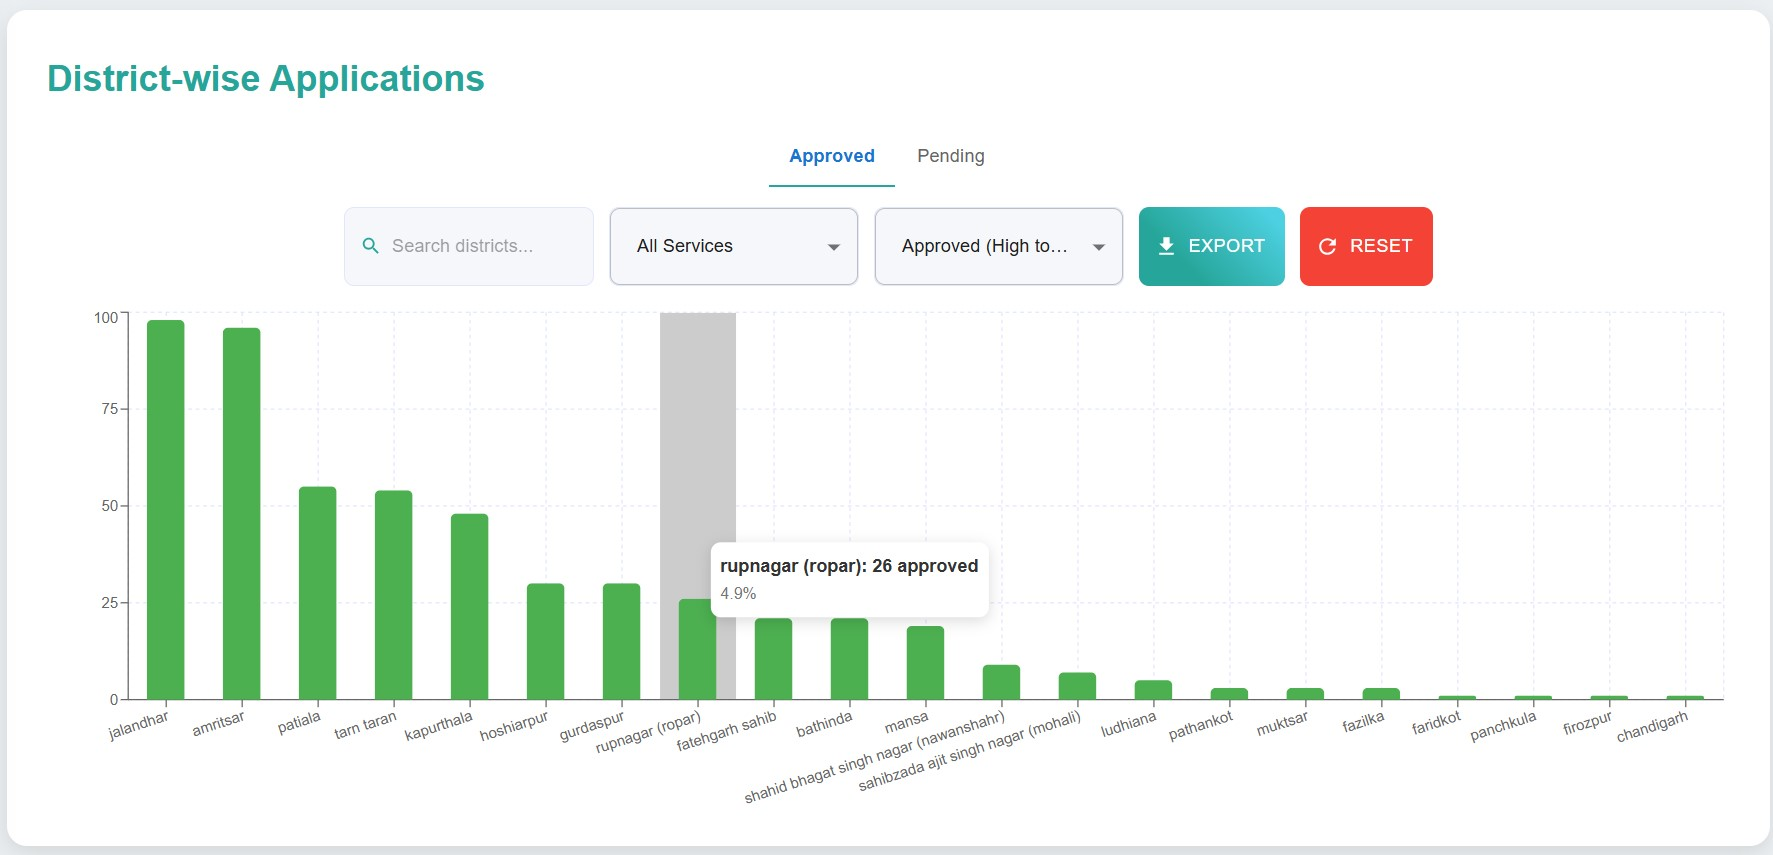 District-wise Applications
Approved Pending
Search districts... All Services Approved (High to... EXPORT RESET
100
75
50
25
0
rupnagar (ropar): 26 approved
4.9%
jalandhar
amritsar
patiala
tarn taran
kapurthala
hoshiarpur
gurdaspur
rupnagar (ropar)
fatehgarh sahib
bathinda
mansa
shahid bhagat singh nagar (nawanshahr)
sahibzada ajit singh nagar (mohali)
ludhiana
pathankot
muktsar
fazilka
faridkot
panchkula
firozpur
chandigarh